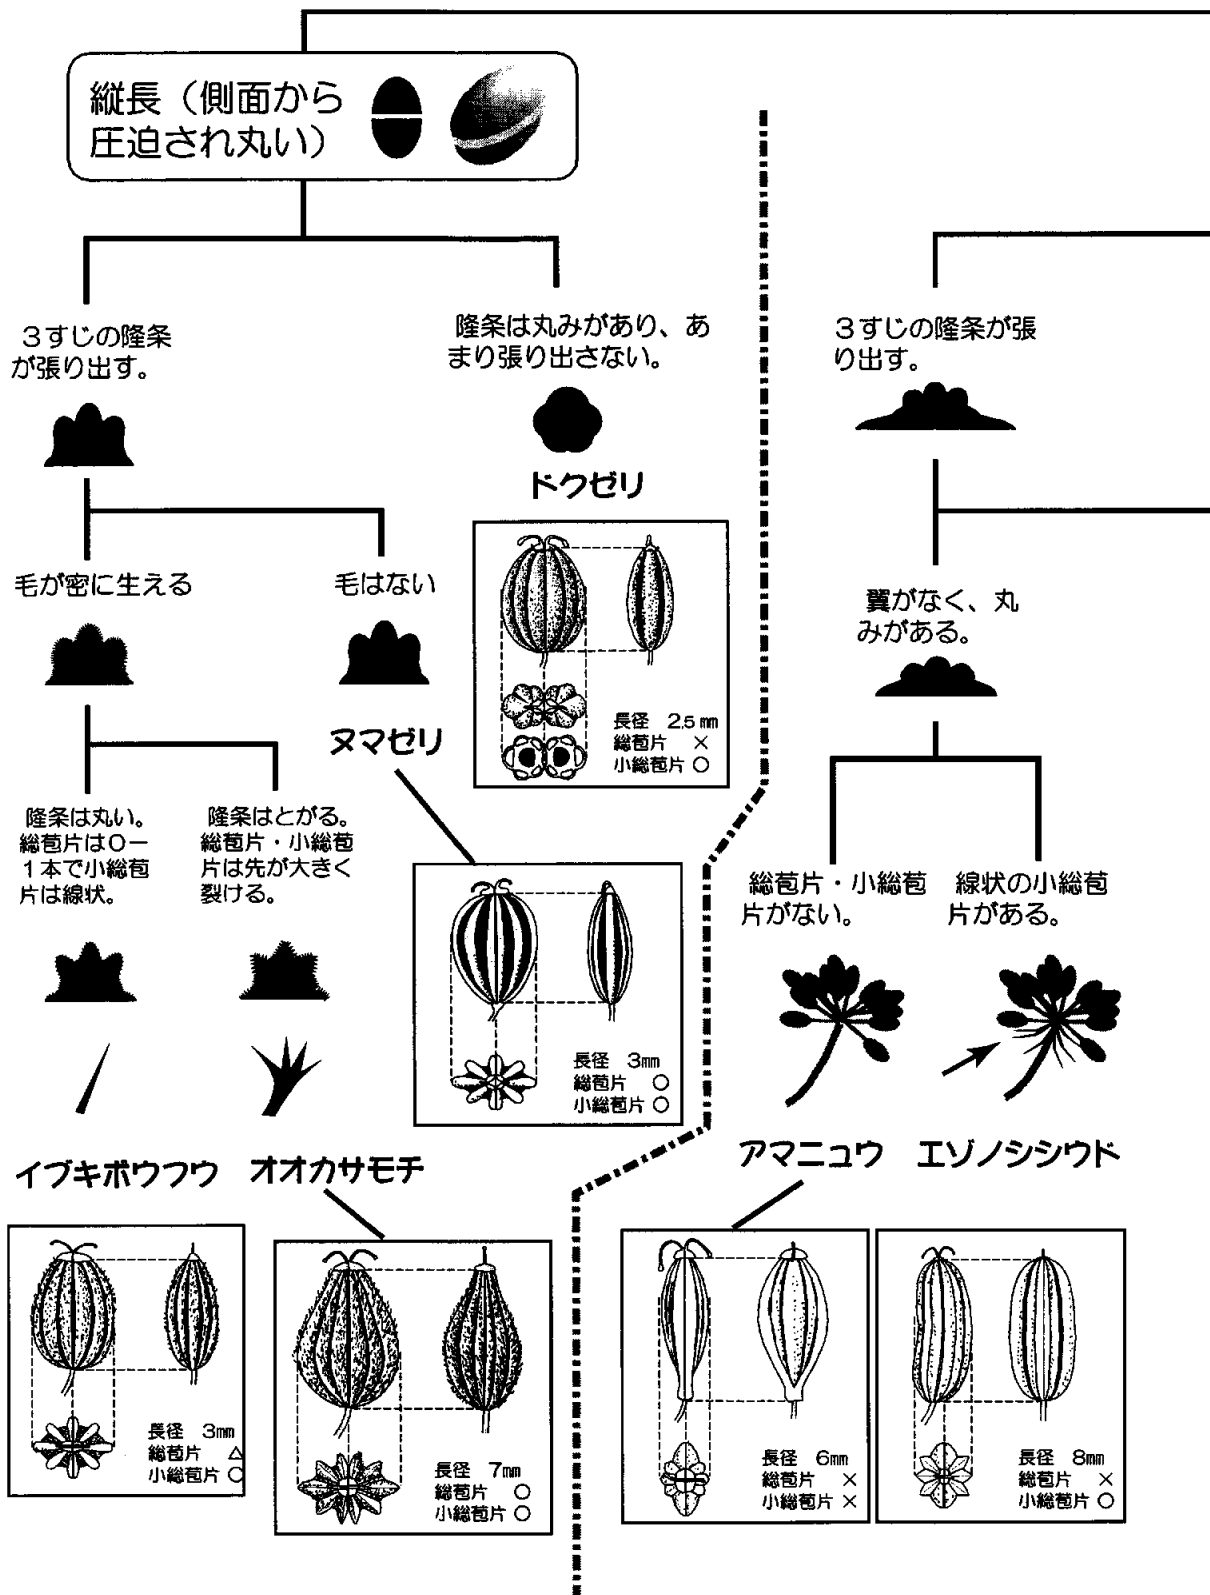 縦長（側面から
圧迫され丸い）
３すじの隆条
が張り出す。
隆条は丸みがあり、あ
まり張り出さない。
３すじの隆条が張
り出す。
ドクゼリ
毛が密に生える
毛はない
翼がなく、丸
みがある。
長径 2.5 mm
総苞片 ×
小総苞片 ○
ヌマゼリ
隆条は丸い。
総苞片は０－
１本で小総苞
片は線状。
隆条はとがる。
総苞片・小総苞
片は先が大きく
裂ける。
総苞片・小総苞
片がない。
線状の小総苞
片がある。
長径 3mm
総苞片 ○
小総苞片 ○
イブキボウフウ
オオカサモチ
アマニュウ
エゾノシシウド
長径 3mm
総苞片 △
小総苞片 ○
長径 7mm
総苞片 ○
小総苞片 ○
長径 6mm
総苞片 ×
小総苞片 ×
長径 8mm
総苞片 ×
小総苞片 ○